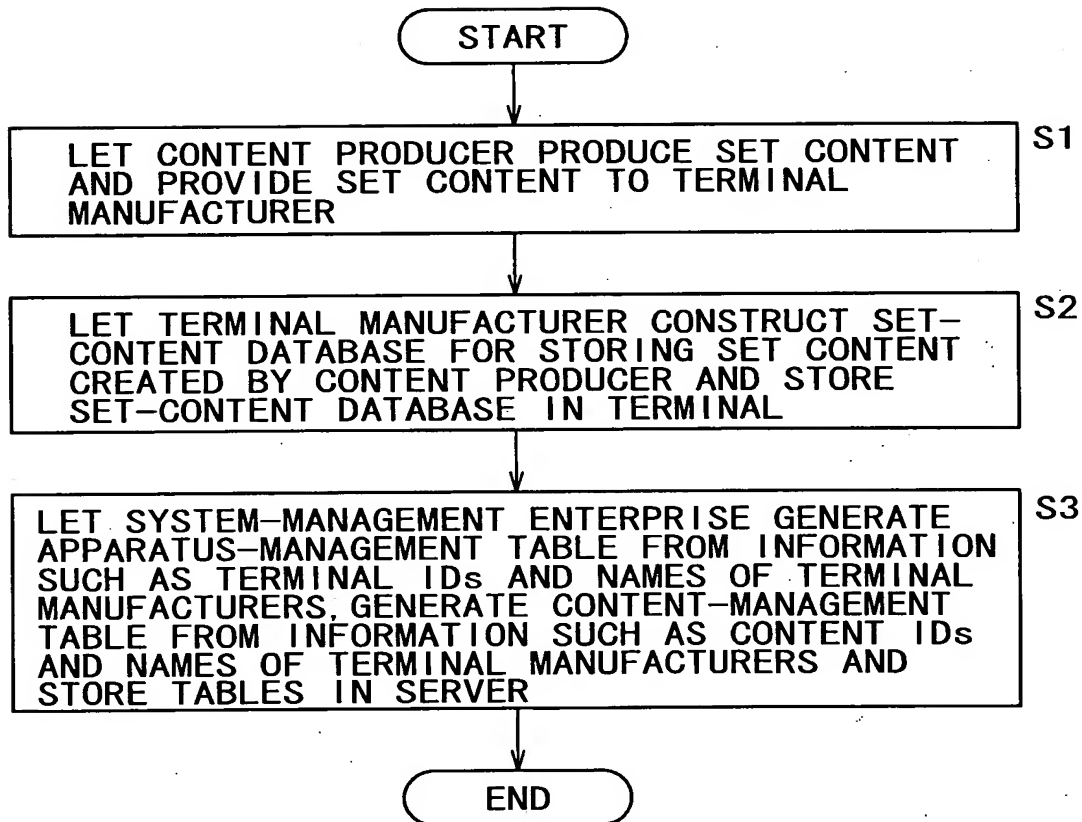 START
LET CONTENT PRODUCER PRODUCE SET CONTENT
AND PROVIDE SET CONTENT TO TERMINAL
MANUFACTURER
S1
LET TERMINAL MANUFACTURER CONSTRUCT SET-
CONTENT DATABASE FOR STORING SET CONTENT
CREATED BY CONTENT PRODUCER AND STORE
SET-CONTENT DATABASE IN TERMINAL
S2
LET SYSTEM-MANAGEMENT ENTERPRISE GENERATE
APPARATUS-MANAGEMENT TABLE FROM INFORMATION
SUCH AS TERMINAL IDs AND NAMES OF TERMINAL
MANUFACTURERS, GENERATE CONTENT-MANAGEMENT
TABLE FROM INFORMATION SUCH AS CONTENT IDs
AND NAMES OF TERMINAL MANUFACTURERS AND
STORE TABLES IN SERVER
S3
END